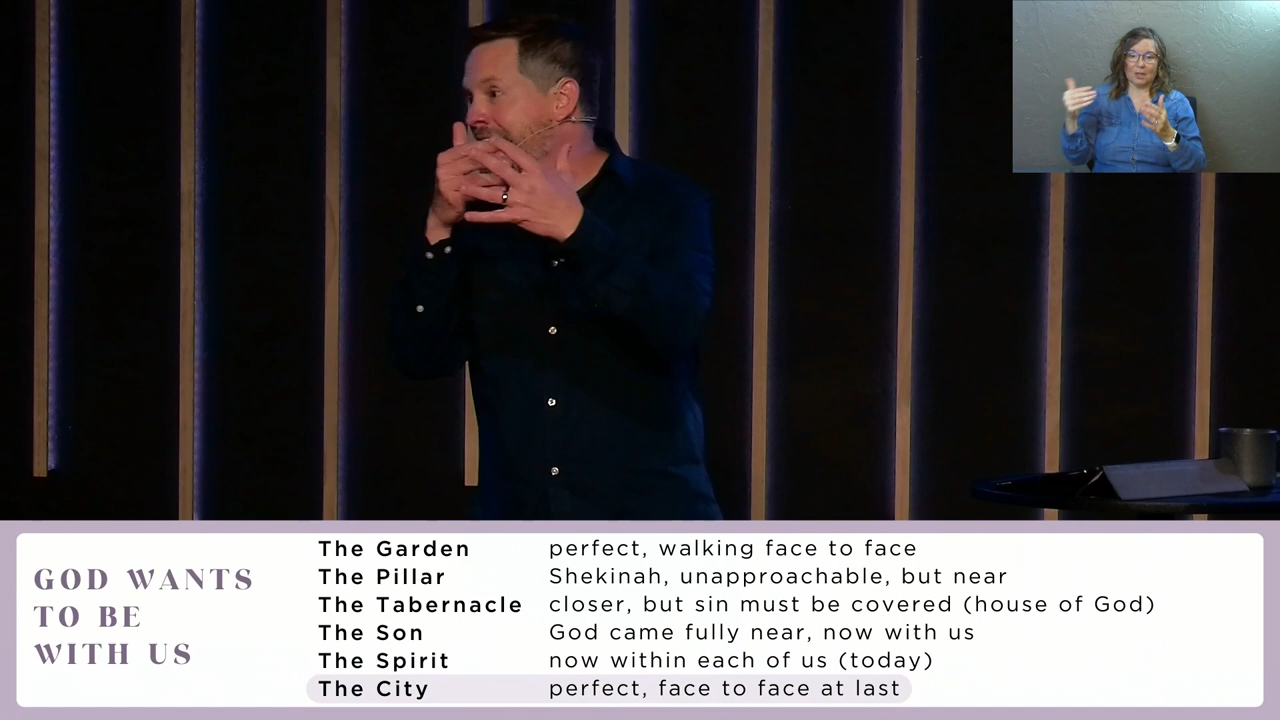 GOD WANTS
TO BE
WITH US
The Garden perfect, walking face to face
The Pillar Shekinah, unapproachable, but near
The Tabernacle closer, but sin must be covered (house of God)
The Son God came fully near, now with us
The Spirit now within each of us (today)
The City perfect, face to face at last